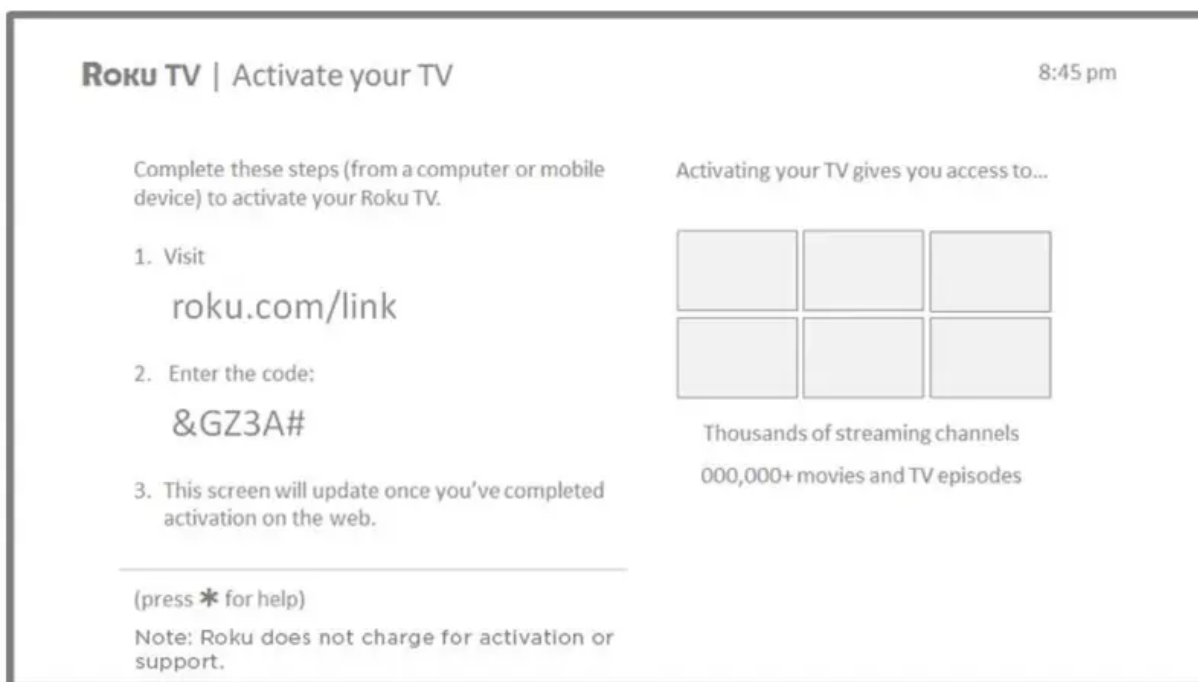 ROKU TV | Activate your TV
8:45 pm
Complete these steps (from a computer or mobile
device) to activate your Roku TV.
1. Visit
roku.com/link
2. Enter the code:
&GZ3A#
3. This screen will update once you've completed
activation on the web.
(press * for help)
Note: Roku does not charge for activation or
support.
Activating your TV gives you access to...
Thousands of streaming channels
000,000+ movies and TV episodes